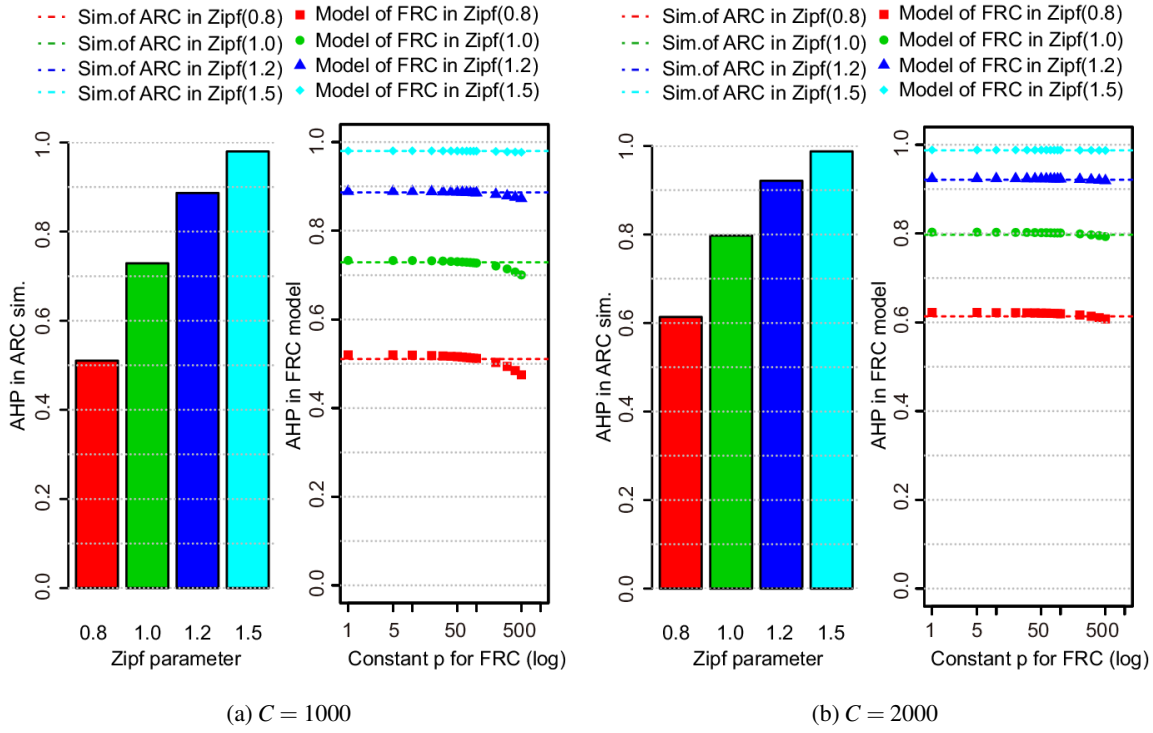 Sim.of ARC in Zipf(0.8)
Sim.of ARC in Zipf(1.0)
Sim.of ARC in Zipf(1.2)
Sim.of ARC in Zipf(1.5)
Model of FRC in Zipf(0.8)
Model of FRC in Zipf(1.0)
Model of FRC in Zipf(1.2)
Model of FRC in Zipf(1.5)
AHP in ARC sim.
0.0 0.2 0.4 0.6 0.8 1.0
0.8 1.0 1.2 1.5
Zipf parameter
AHP in FRC model
0.0 0.2 0.4 0.6 0.8 1.0
1 5 50 500
Constant p for FRC (log)
(a) C = 1000
Sim.of ARC in Zipf(0.8)
Sim.of ARC in Zipf(1.0)
Sim.of ARC in Zipf(1.2)
Sim.of ARC in Zipf(1.5)
Model of FRC in Zipf(0.8)
Model of FRC in Zipf(1.0)
Model of FRC in Zipf(1.2)
Model of FRC in Zipf(1.5)
AHP in ARC sim.
0.0 0.2 0.4 0.6 0.8 1.0
0.8 1.0 1.2 1.5
Zipf parameter
AHP in FRC model
0.0 0.2 0.4 0.6 0.8 1.0
1 5 50 500
Constant p for FRC (log)
(b) C = 2000